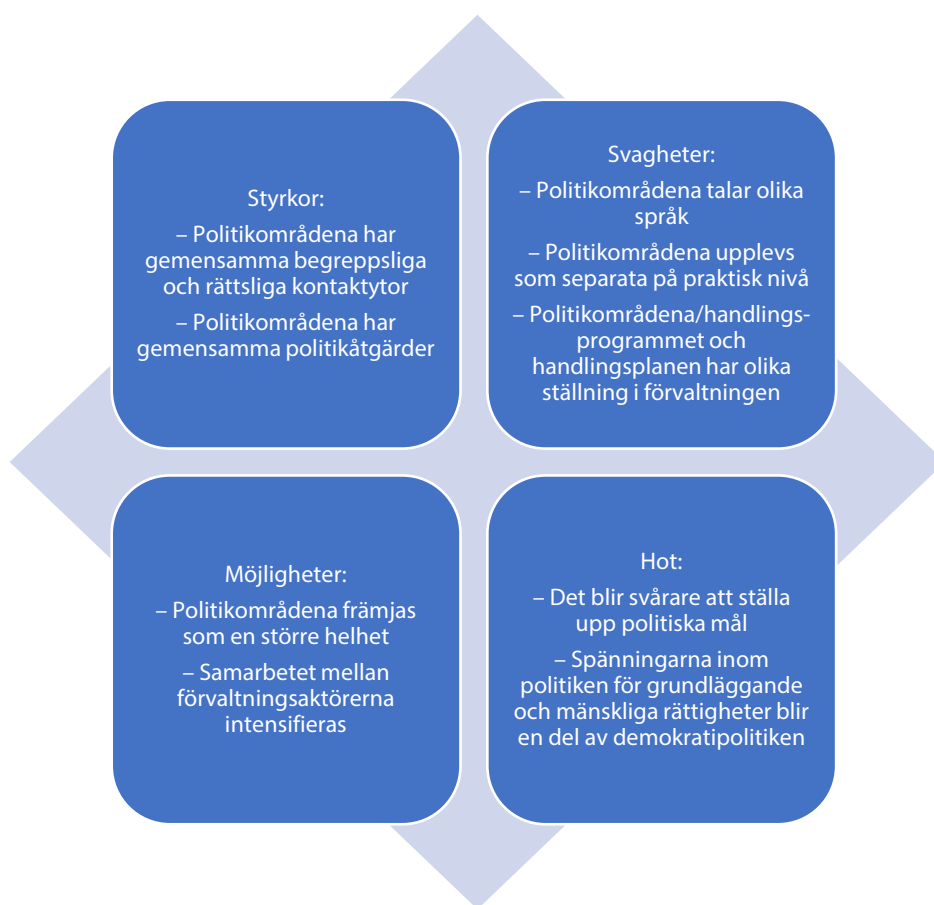 Styrkor:
– Politikområdena har
gemensamma begreppsliga
och rättsliga kontaktytor
– Politikområdena har
gemensamma politikåtgärder
Svagheter:
– Politikområdena talar olika
språk
– Politikområdena upplevs
som separata på praktisk nivå
– Politikområdena/handlings-
programmet och
handlingsplanen har olika
ställning i förvaltningen
Möjligheter:
– Politikområdena främjas
som en större helhet
– Samarbetet mellan
förvaltningsaktörerna
intensifieras
Hot:
– Det blir svårare att ställa
upp politiska mål
– Spänningarna inom
politiken för grundläggande
och mänskliga rättigheter blir
en del av demokratipolitiken